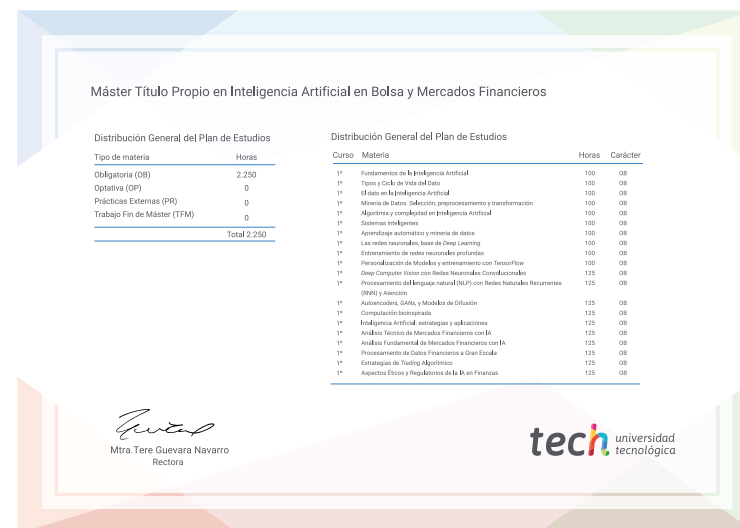 Máster Título Propio en Inteligencia Artificial en Bolsa y Mercados Financieros
Distribución General del Plan de Estudios
Tipo de materia Horas
Obligatoria (OB) 2.250
Optativa (OP) 0
Prácticas Externas (PR) 0
Trabajo Fin de Máster (TFM) 0
Total 2.250
Distribución General del Plan de Estudios
Curso Materia Horas Carácter
1º Fundamentos de la Inteligencia Artificial 100 OB
1º Tipos y Ciclo de Vida del Dato 100 OB
1º El dato en la Inteligencia Artificial 100 OB
1º Minería de Datos. Selección, preprocesamiento y transformación 100 OB
1º Algoritmia y complejidad en Inteligencia Artificial 100 OB
1º Sistemas inteligentes 100 OB
1º Aprendizaje automático y minería de datos 100 OB
1º Las redes neuronales, base de Deep Learning 100 OB
1º Entrenamiento de redes neuronales profundas 100 OB
1º Personalización de Modelos y entrenamiento con TensorFlow 100 OB
1º Deep Computer Vision con Redes Neuronales Convolucionales 125 OB
1º Procesamiento del lenguaje natural (NLP) con Redes Naturales Recurrentes 125 OB
(RNN) y Atención
1º Autoencoders, GANs, y Modelos de Difusión 125 OB
1º Computación bioinspirada 125 OB
1º Inteligencia Artificial: estrategias y aplicaciones 125 OB
1º Análisis Técnico de Mercados Financieros con IA 125 OB
1º Análisis Fundamental de Mercados Financieros con IA 125 OB
1º Procesamiento de Datos Financieros a Gran Escala 125 OB
1º Estrategias de Trading Algorítmico 125 OB
1º Aspectos Éticos y Regulatorios de la IA en Finanzas 125 OB
Mtra.Tere Guevara Navarro
Rectora
tech universidad
tecnológica